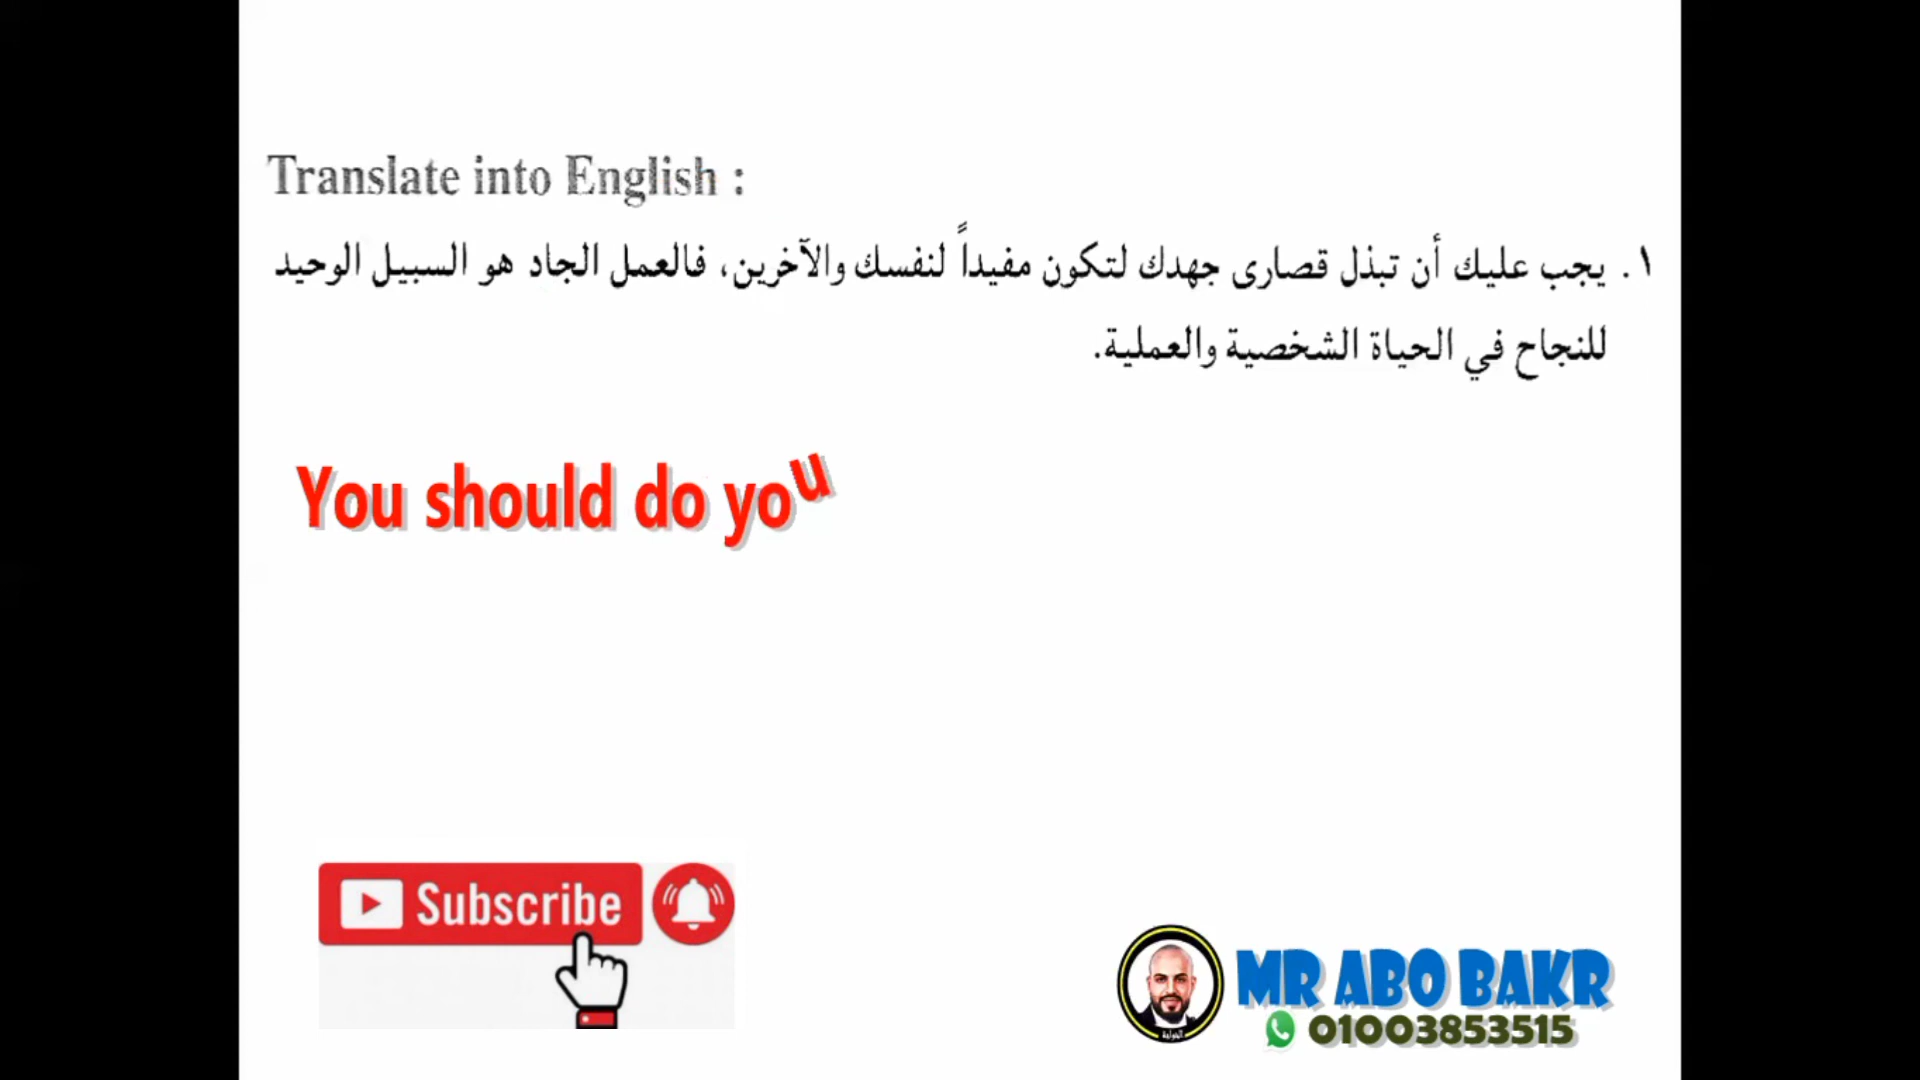 Translate into English :
١. يجب عليك أن تبذل قصارى جهدك لتكون مفيداً لنفسك والآخرين، فالعمل الجاد هو السبيل الوحيد
للنجاح في الحياة الشخصية والعملية.
You should do you
Subscribe
MR ABO BAKR
01003853515